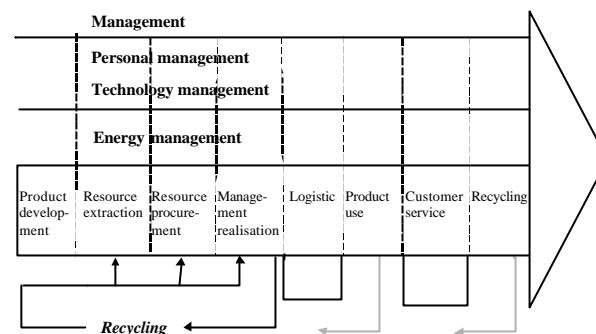 Management
Personal management
Technology management
Energy management
Product
develop-
ment
Resource
extraction
Resource
procure-
ment
Manage-
ment
realisation
Logistic
Product
use
Customer
service
Recycling
Recycling